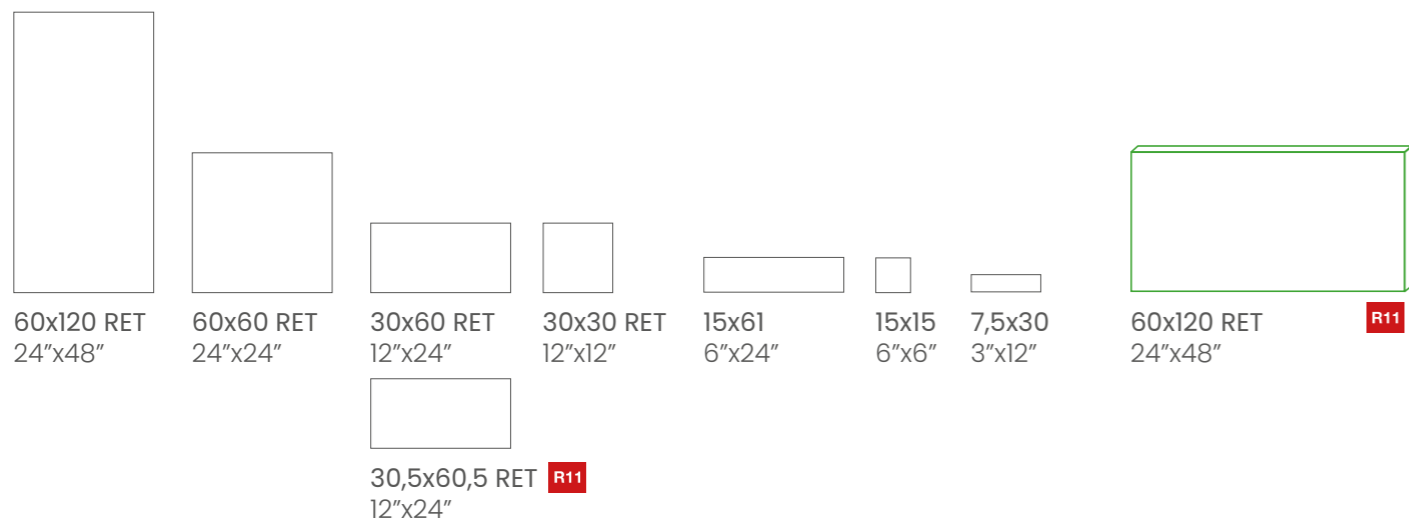 60x120 RET
24”x48”
60x60 RET
24”x24”
30x60 RET
12”x24”
30x30 RET
12”x12”
15x61
6”x24”
15x15
6”x6”
7,5x30
3”x12”
60x120 RET R11
24”x48”
30,5x60,5 RET R11
12”x24”